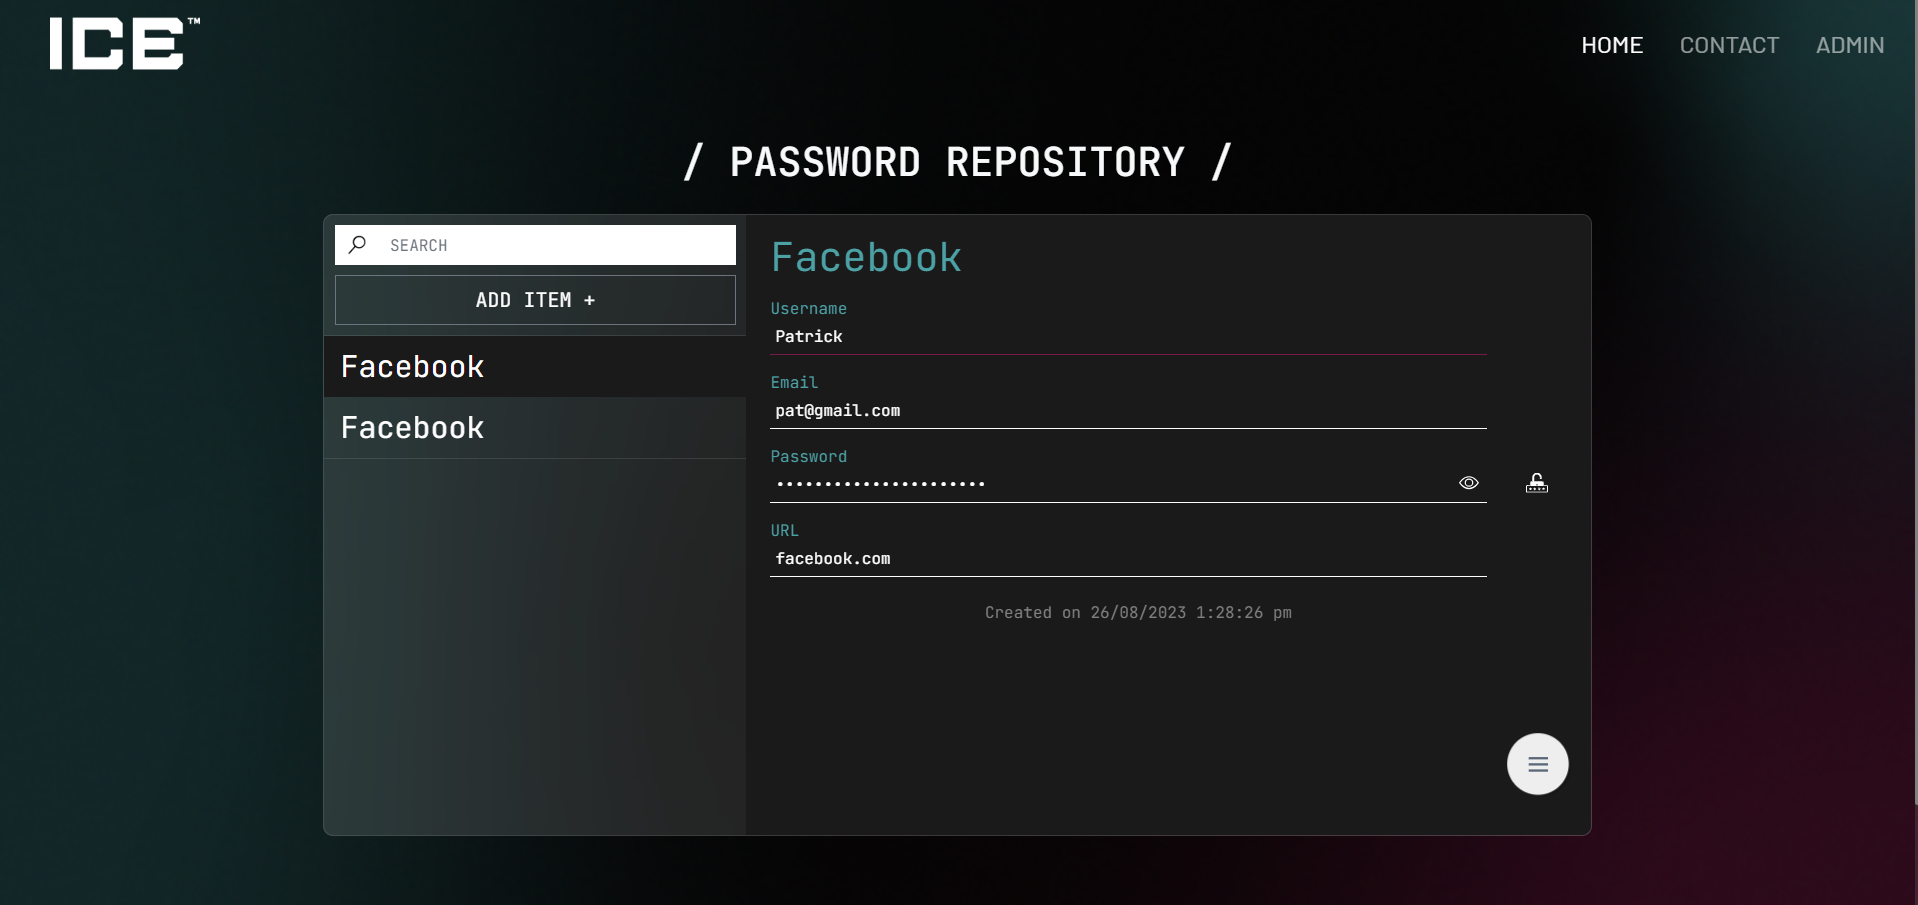 ICE™
HOME CONTACT ADMIN
/ PASSWORD REPOSITORY /
SEARCH
ADD ITEM +
Facebook
Facebook
Facebook
Username
Patrick
Email
pat@gmail.com
Password
••••••••••••••••••••••
URL
facebook.com
Created on 26/08/2023 1:28:26 pm